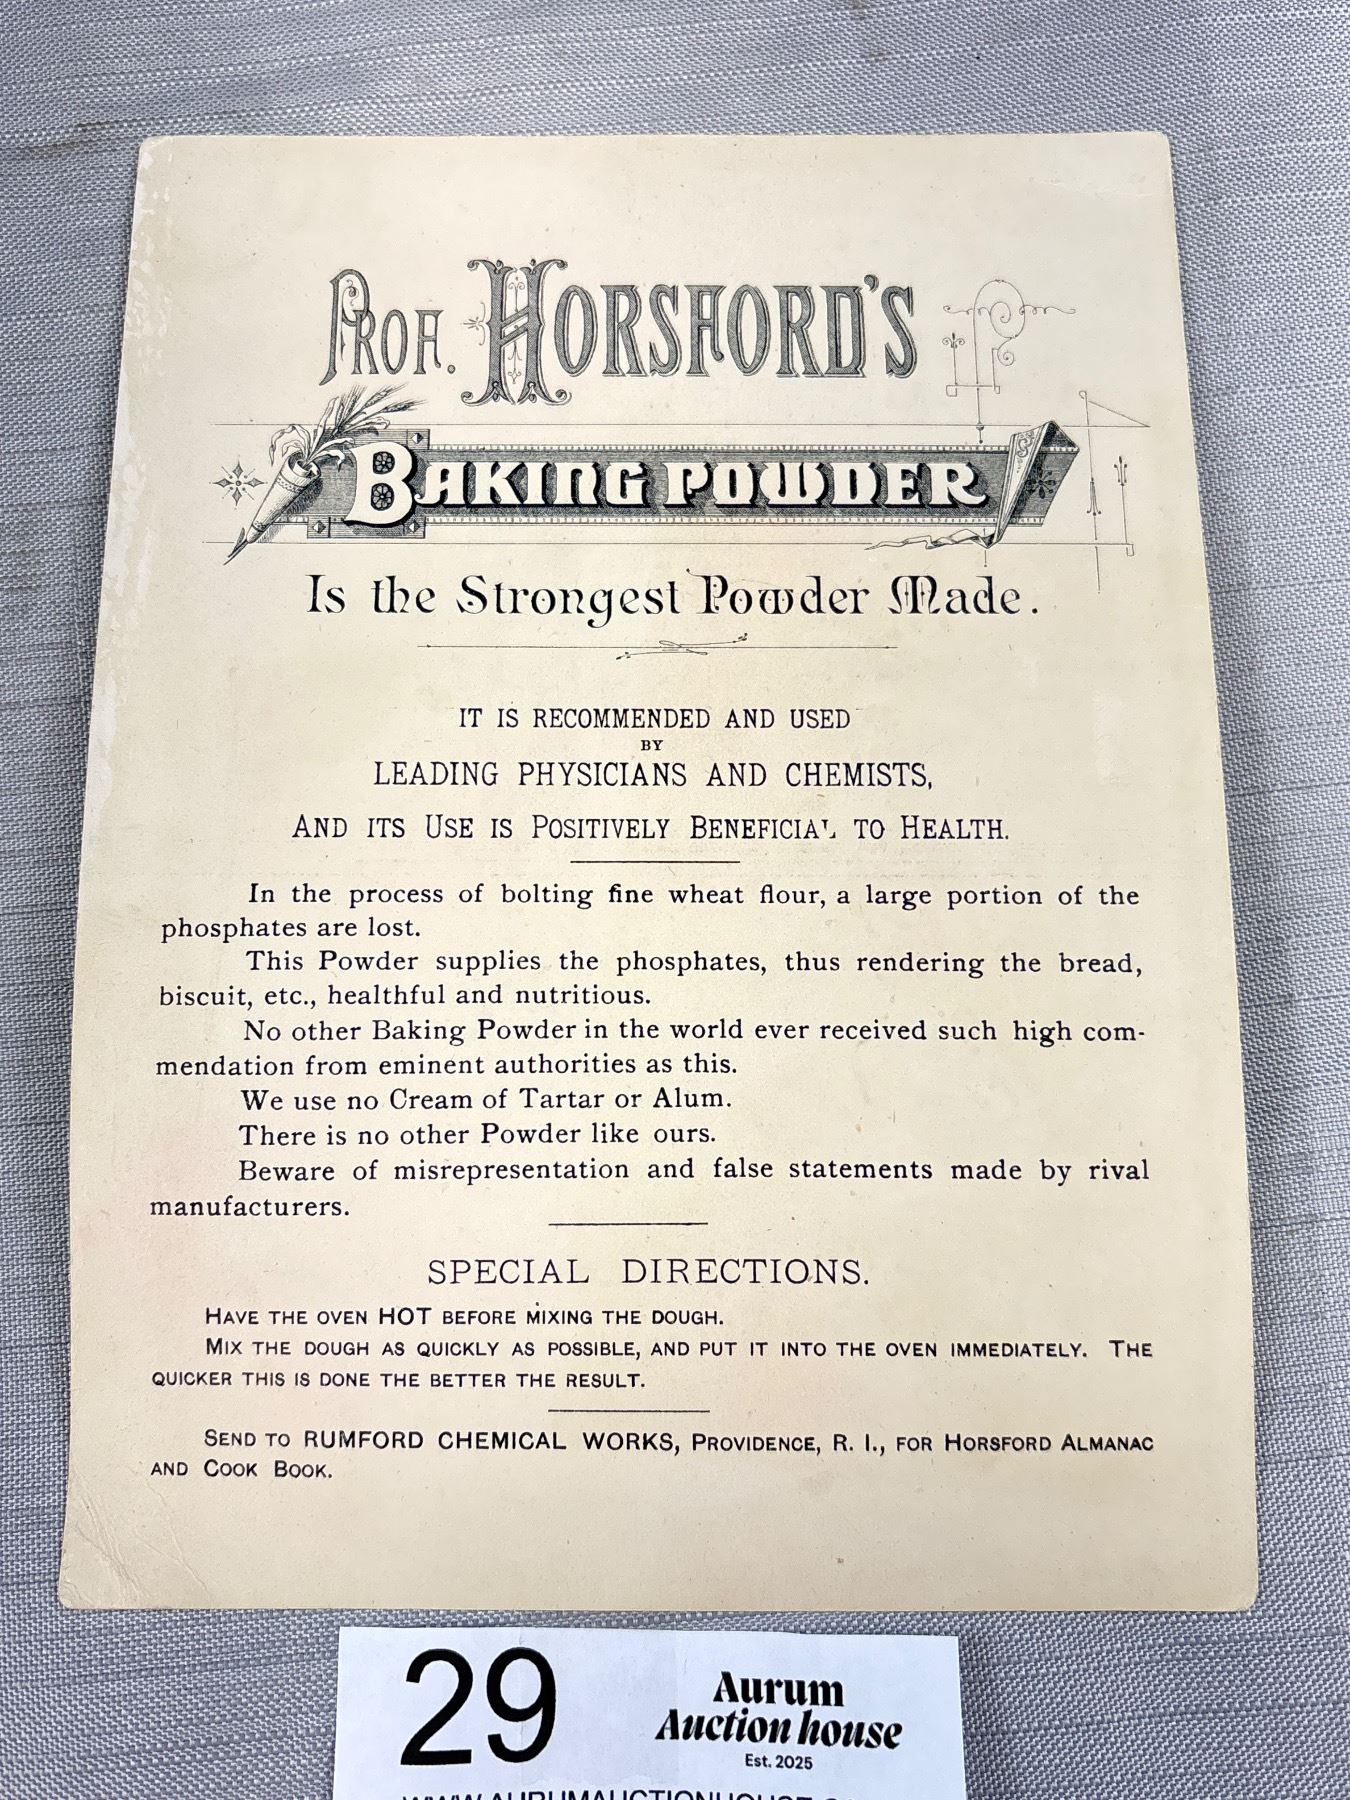 PROF. HORSFORD'S
BAKING POWDER
Is the Strongest Powder Made.
IT IS RECOMMENDED AND USED
BY
LEADING PHYSICIANS AND CHEMISTS,
AND ITS USE IS POSITIVELY BENEFICIAL TO HEALTH.
In the process of bolting fine wheat flour, a large portion of the
phosphates are lost.
This Powder supplies the phosphates, thus rendering the bread,
biscuit, etc., healthful and nutritious.
No other Baking Powder in the world ever received such high com-
mendation from eminent authorities as this.
We use no Cream of Tartar or Alum.
There is no other Powder like ours.
Beware of misrepresentation and false statements made by rival
manufacturers.
SPECIAL DIRECTIONS.
HAVE THE OVEN HOT BEFORE MIXING THE DOUGH.
MIX THE DOUGH AS QUICKLY AS POSSIBLE, AND PUT IT INTO THE OVEN IMMEDIATELY. THE
QUICKER THIS IS DONE THE BETTER THE RESULT.
SEND TO RUMFORD CHEMICAL WORKS, PROVIDENCE, R. I., FOR HORSFORD ALMANAC
AND COOK BOOK.
29
Aurum
Auction house
Est. 2025